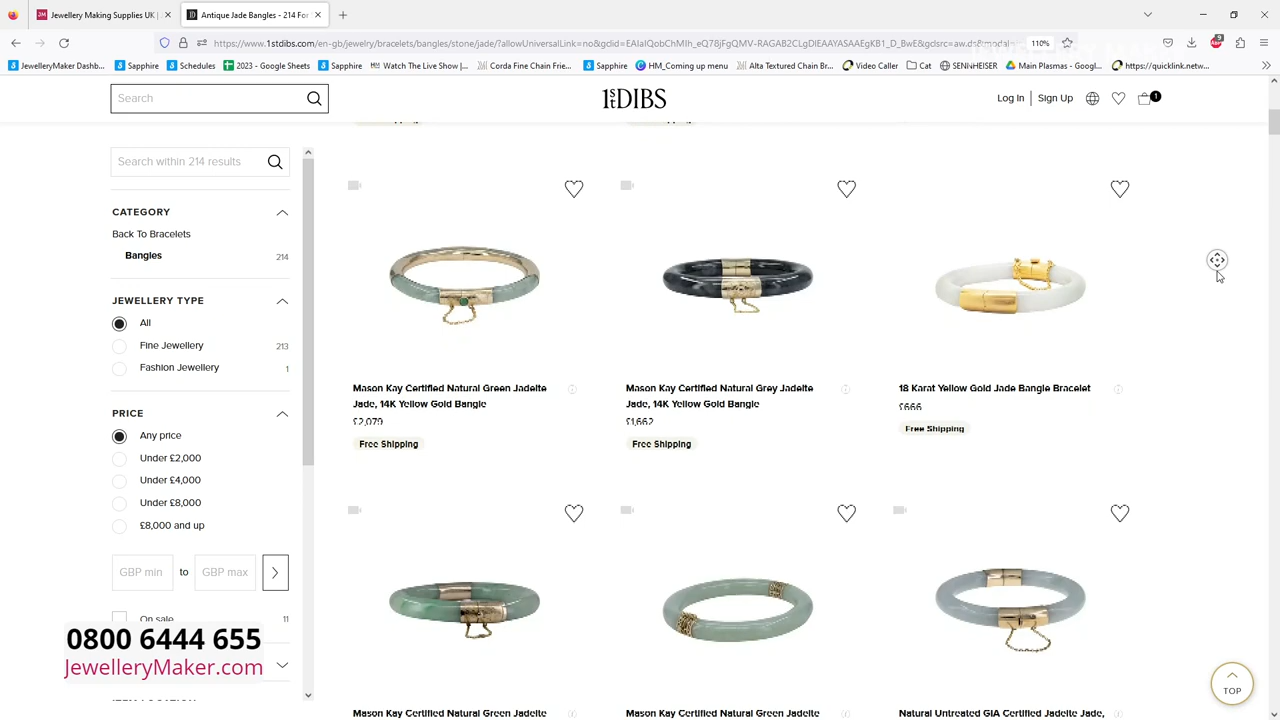 Jewellery Making Supplies UK |
Antique Jade Bangles - 214 For
https://www.1stdibs.com/en-gb/jewelry/bracelets/bangles/stone/jade/?allowUniversalLink=no&gdid=
110%
JewelleryMaker Dashb...
Sapphire
Schedules
2023 - Google Sheets
Sapphire
Watch The Live Show |...
Corda Fine Chain Frie...
Sapphire
HM_Coming up menu
Alta Textured Chain Br...
Video Caller
Cat
SENNHEISER
Main Plasmas - Googl...
https://quicklink.netw...
Search
1STDIBS
Log In
Sign Up
1
Search within 214 results
CATEGORY
Back To Bracelets
Bangles 214
JEWELLERY TYPE
All
Fine Jewellery 213
Fashion Jewellery 1
PRICE
Any price
Under £2,000
Under £4,000
Under £8,000
£8,000 and up
GBP min to GBP max
On sale 11
Mason Kay Certified Natural Green Jadeite
Jade, 14K Yellow Gold Bangle
£2,079
Free Shipping
Mason Kay Certified Natural Grey Jadeite
Jade, 14K Yellow Gold Bangle
£1,662
Free Shipping
18 Karat Yellow Gold Jade Bangle Bracelet
£666
Free Shipping
Mason Kay Certified Natural Green Jadeite
Mason Kay Certified Natural Green Jadeite
Natural Untreated GIA Certified Jadeite Jade,
TOP
0800 6444 655
JewelleryMaker.com